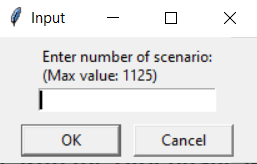 Input
Enter number of scenario:
(Max value: 1125)
OK Cancel